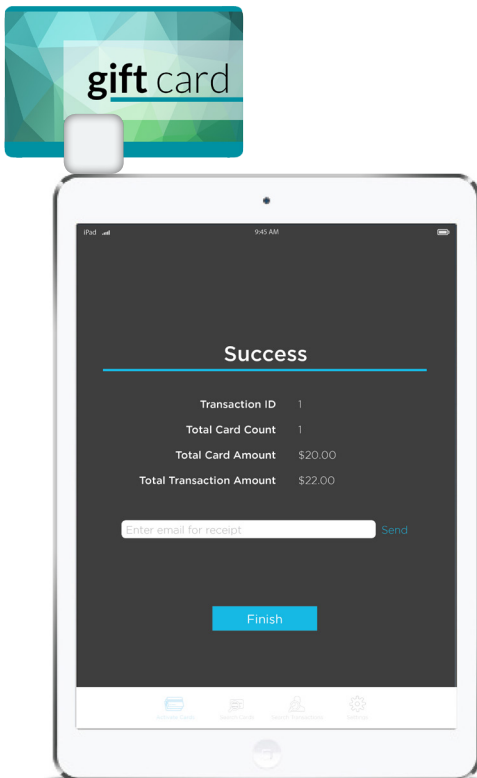 gift card
iPad 9:45 AM
Success
Transaction ID 1
Total Card Count 1
Total Card Amount $20.00
Total Transaction Amount $22.00
Enter email for receipt Send
Finish